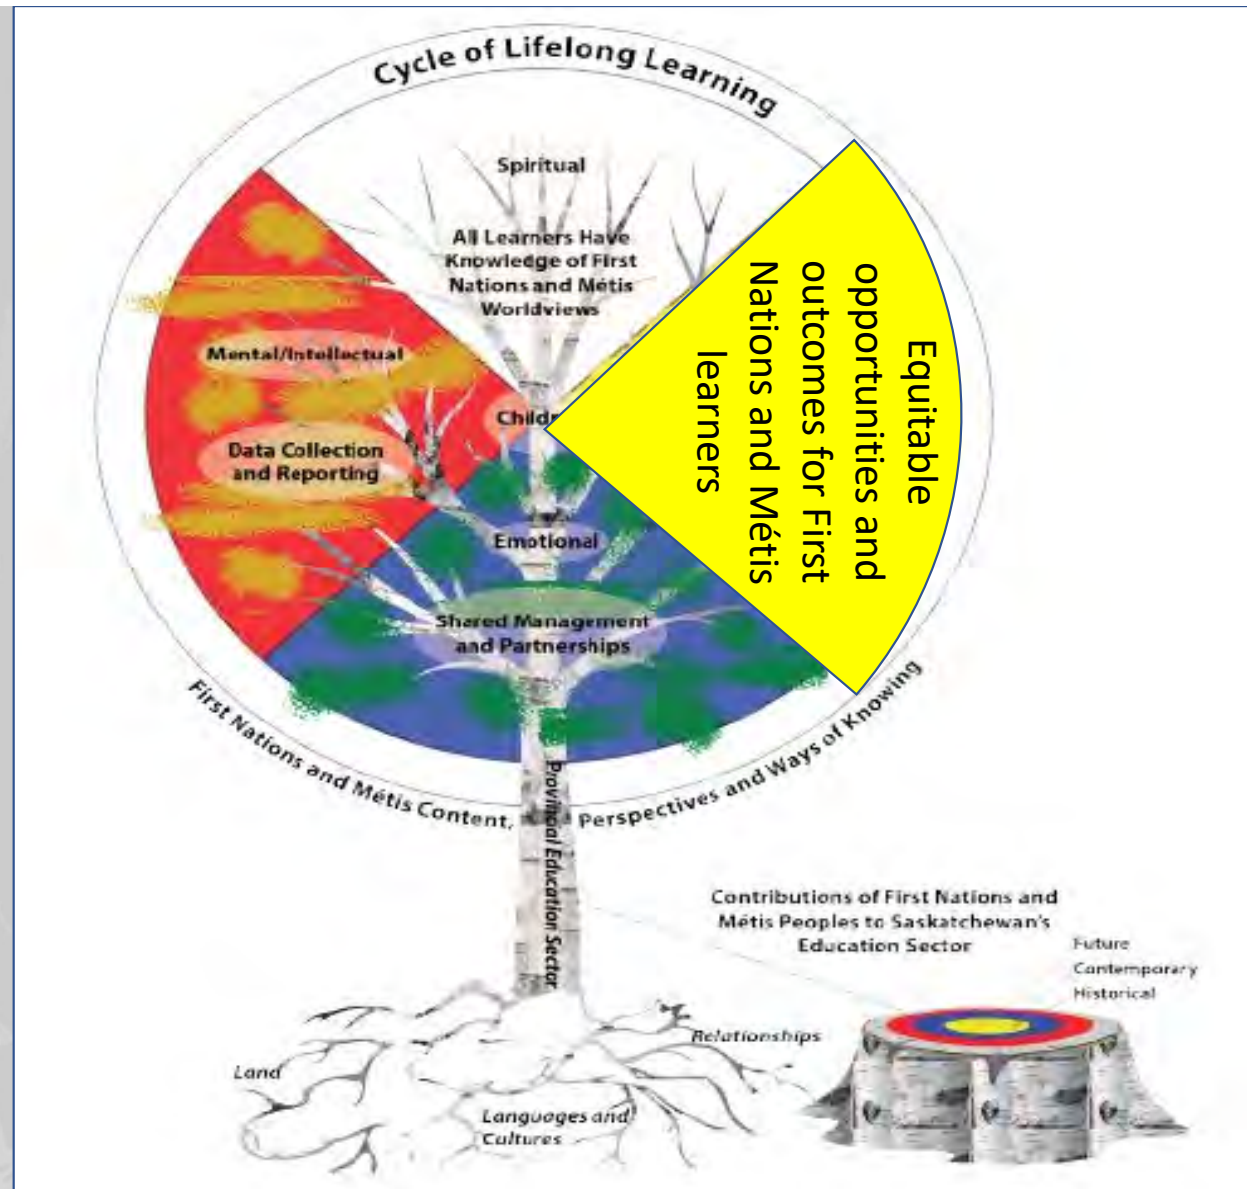 Cycle of Lifelong Learning
Spiritual
All Learners Have
Knowledge of First
Nations and Métis
Worldviews
Equitable
opportunities and
outcomes for First
Nations and Métis
learners
Mental/Intellectual
Data Collection
and Reporting
Emotional
Shared Management
and Partnerships
First Nations and Métis Content, Perspectives and Ways of Knowing
Provincial Education Sector
Contributions of First Nations and
Métis Peoples to Saskatchewan's
Education Sector
Future
Contemporary
Historical
Relationships
Land
Languages and
Cultures